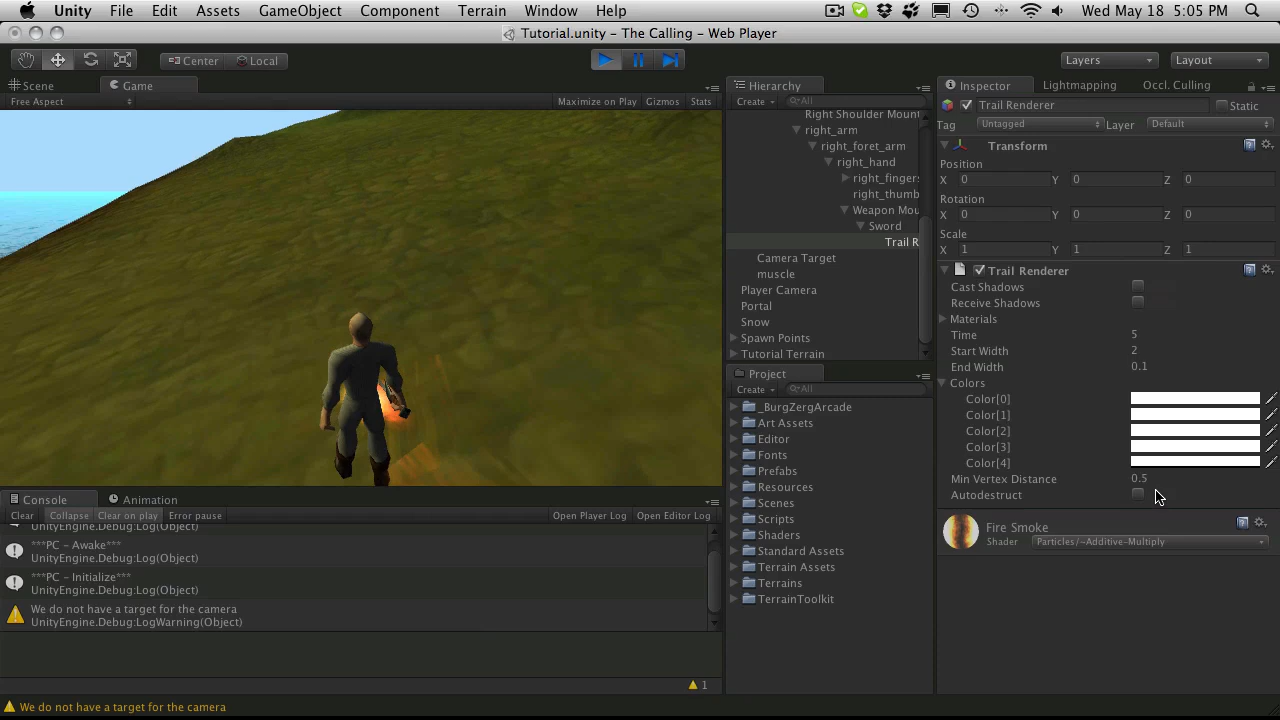 Unity File Edit Assets GameObject Component Terrain Window Help Wed May 18 5:05 PM
Tutorial.unity - The Calling - Web Player
Center Local Layers Layout
Scene Game
Free Aspect Maximize on Play Gizmos Stats
Hierarchy
Create All
Right Shoulder Mount
right_arm
right_foret_arm
right_hand
right_fingers
right_thumb
Weapon Mou
Sword
Trail R
Camera Target
muscle
Player Camera
Portal
Snow
Spawn Points
Tutorial Terrain
Project
Create All
_BurgZergArcade
Art Assets
Editor
Fonts
Prefabs
Resources
Scenes
Scripts
Shaders
Standard Assets
Terrain Assets
Terrains
TerrainToolkit
Inspector Lightmapping Occl. Culling
Trail Renderer Static
Tag Untagged Layer Default
Transform
Position
X 0 Y 0 Z 0
Rotation
X 0 Y 0 Z 0
Scale
X 1 Y 1 Z 1
Trail Renderer
Cast Shadows
Receive Shadows
Materials
Time 5
Start Width 2
End Width 0.1
Colors
Color[0]
Color[1]
Color[2]
Color[3]
Color[4]
Min Vertex Distance 0.5
Autodestruct
Fire Smoke
Shader Particles/~Additive-Multiply
Console Animation
Clear Collapse Clear on play Error pause Open Player Log Open Editor Log
UnityEngine.Debug:Log(Object)
***PC - Awake***
UnityEngine.Debug:Log(Object)
***PC - Initialize***
UnityEngine.Debug:Log(Object)
We do not have a target for the camera
UnityEngine.Debug:LogWarning(Object)
1
We do not have a target for the camera